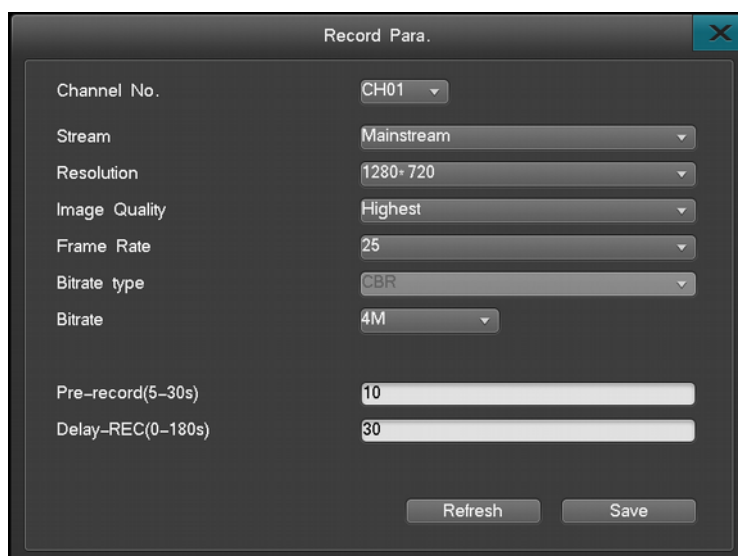 Record Para.
Channel No. CH01
Stream Mainstream
Resolution 1280*720
Image Quality Highest
Frame Rate 25
Bitrate type CBR
Bitrate 4M
Pre-record(5-30s) 10
Delay-REC(0-180s) 30
Refresh Save